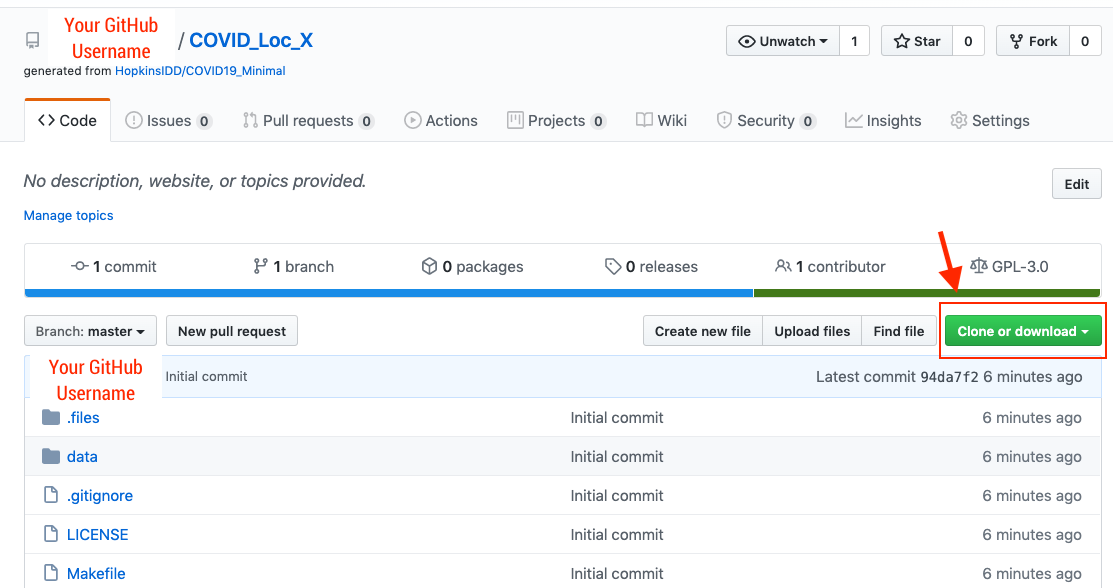 Your GitHub
Username
/ COVID_Loc_X
Unwatch 1 Star 0 Fork 0
generated from HopkinsIDD/COVID19_Minimal
Code Issues 0 Pull requests 0 Actions Projects 0 Wiki Security 0 Insights Settings
No description, website, or topics provided.
Edit
Manage topics
1 commit 1 branch 0 packages 0 releases 1 contributor GPL-3.0
Branch: master New pull request Create new file Upload files Find file Clone or download
Your GitHub
Username
Initial commit Latest commit 94da7f2 6 minutes ago
.files Initial commit 6 minutes ago
data Initial commit 6 minutes ago
.gitignore Initial commit 6 minutes ago
LICENSE Initial commit 6 minutes ago
Makefile Initial commit 6 minutes ago